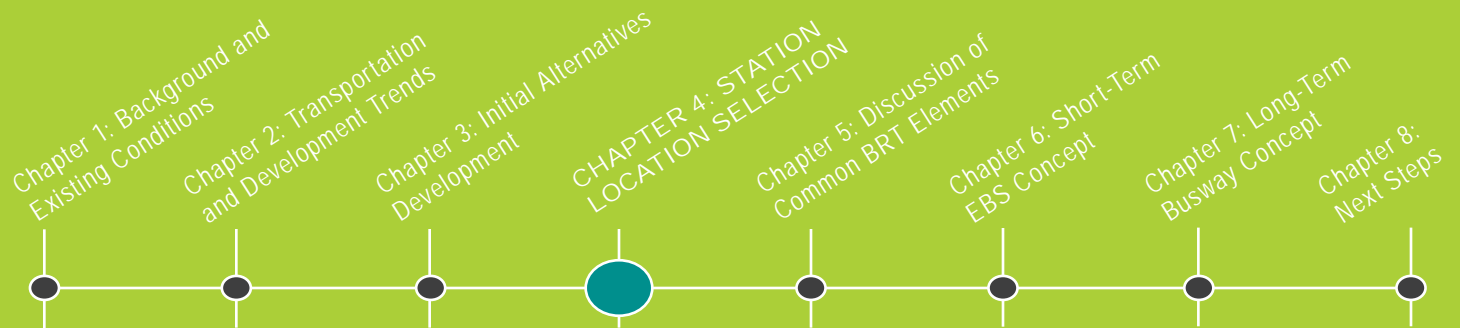 Chapter 1: Background and
Existing Conditions
Chapter 2: Transportation
and Development Trends
Chapter 3: Initial Alternatives
Development
CHAPTER 4: STATION
LOCATION SELECTION
Chapter 5: Discussion of
Common BRT Elements
Chapter 6: Short-Term
EBS Concept
Chapter 7: Long-Term
Busway Concept
Chapter 8:
Next Steps